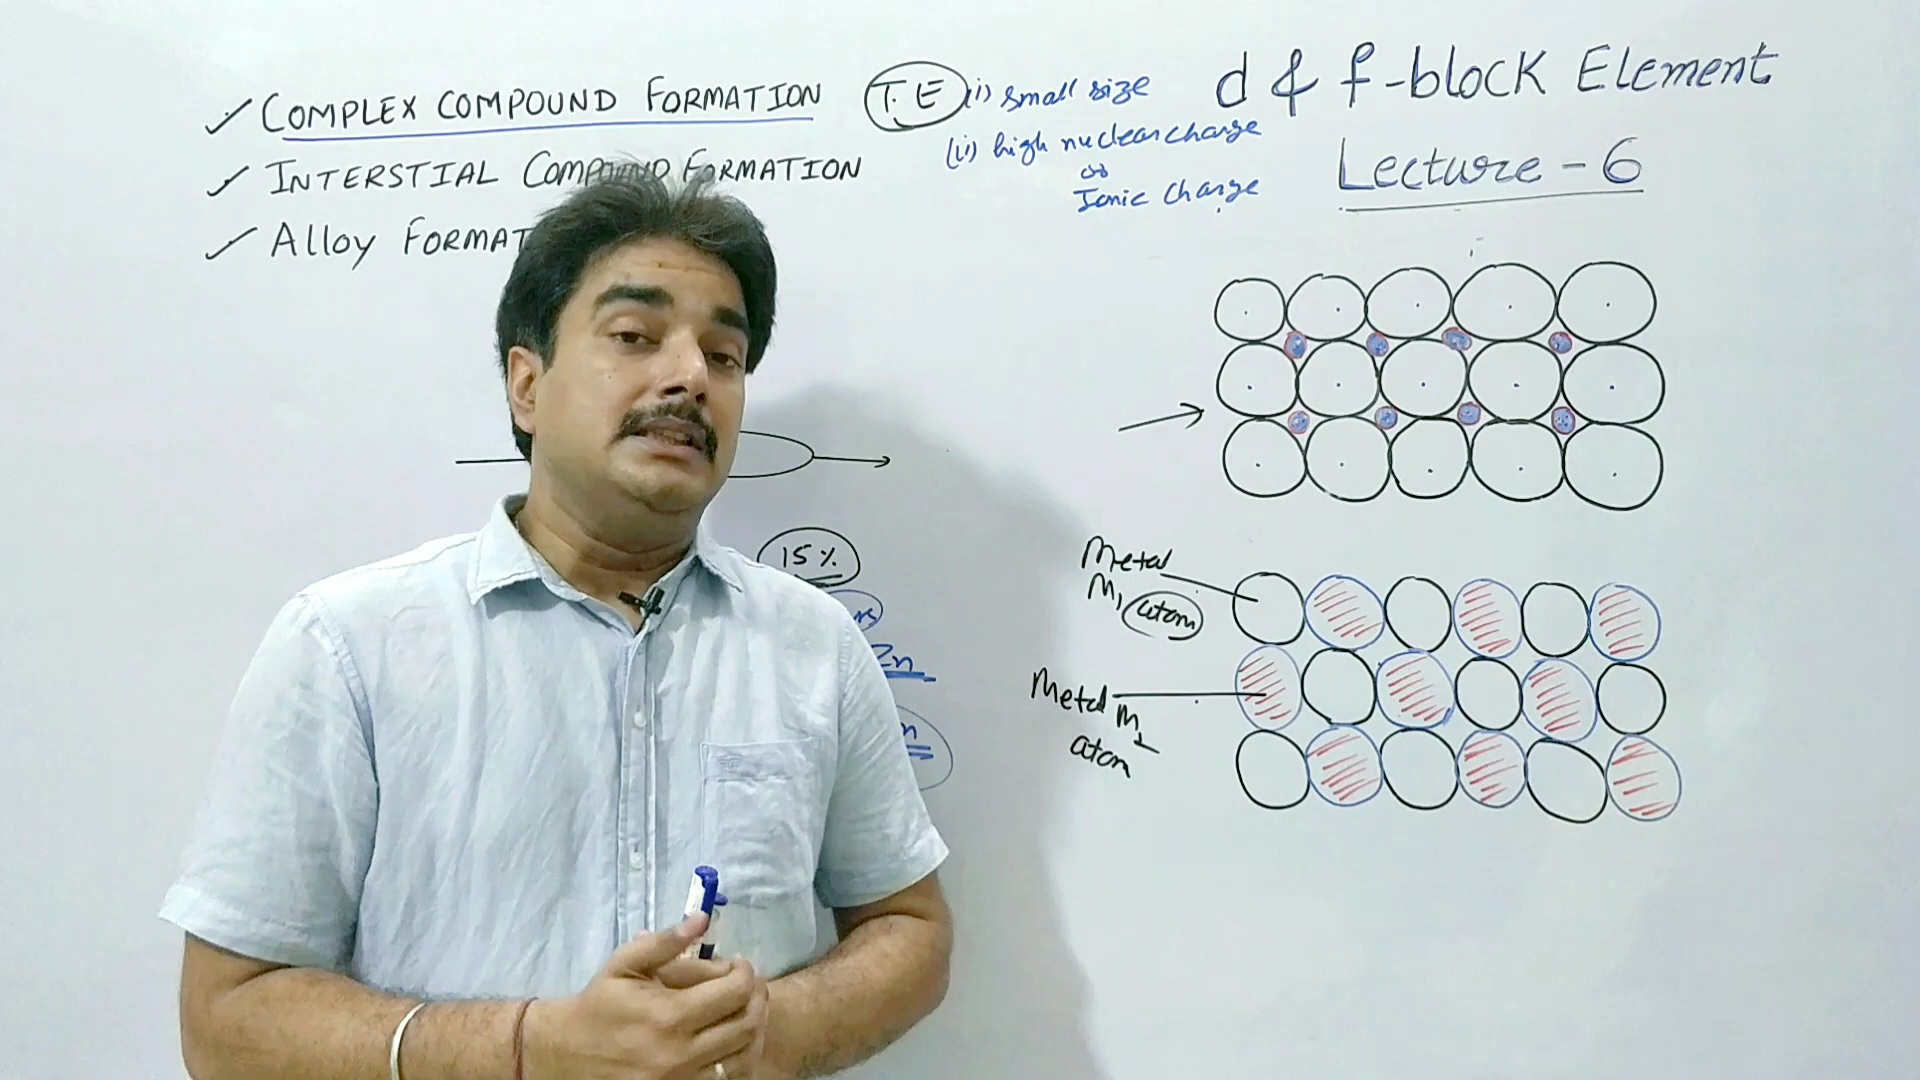 ✓ COMPLEX COMPOUND FORMATION
✓ INTERSTIAL COMPOUND FORMATION
✓ Alloy FORMAT
T.E (i) small size
(ii) high nuclear charge
or
Ionic charge
d & f-block Element
Lecture - 6
15%
Zn
Metal
M1 atom
Metal M2
atom